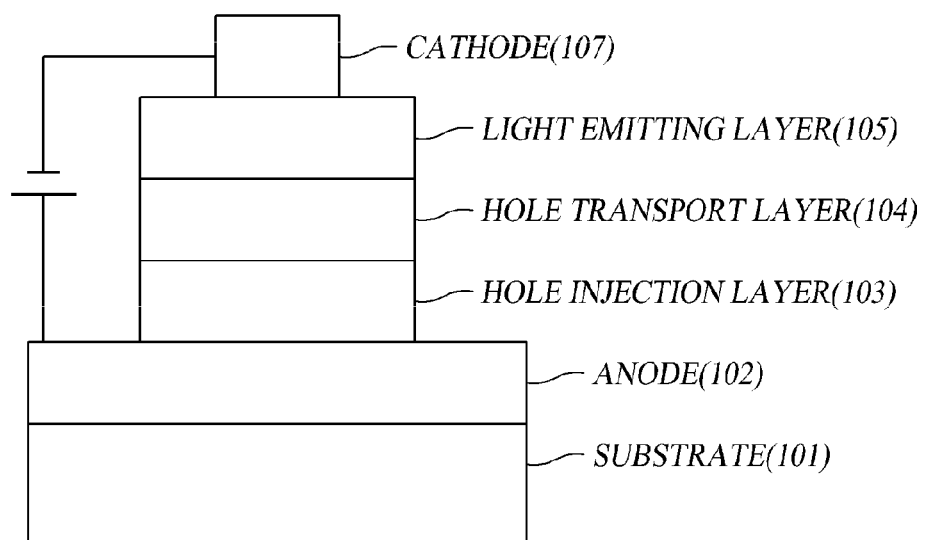 CATHODE(107)
LIGHT EMITTING LAYER(105)
HOLE TRANSPORT LAYER(104)
HOLE INJECTION LAYER(103)
ANODE(102)
SUBSTRATE(101)